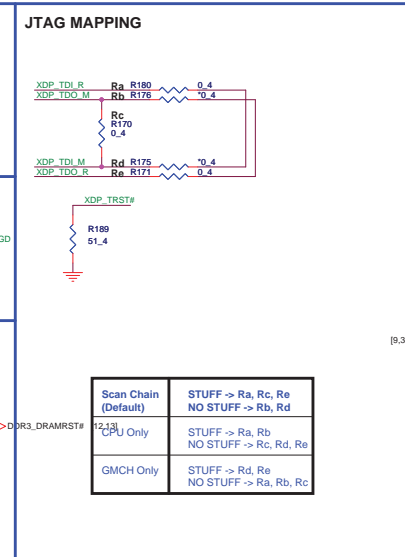 JTAG MAPPING
XDP_TDI_R Ra R180 0_4
XDP_TDO_M Rb R176 *0_4
Rc
R170
0_4
XDP_TDI_M Rd R175 *0_4
XDP_TDO_R Re R171 0_4
XDP_TRST#
GD
R189
51_4
[9,3
Scan Chain STUFF -> Ra, Rc, Re
(Default) NO STUFF -> Rb, Rd
DDR3_DRAMRST# 12,13]
CPU Only STUFF -> Ra, Rb
NO STUFF -> Rc, Rd, Re
GMCH Only STUFF -> Rd, Re
NO STUFF -> Ra, Rb, Rc